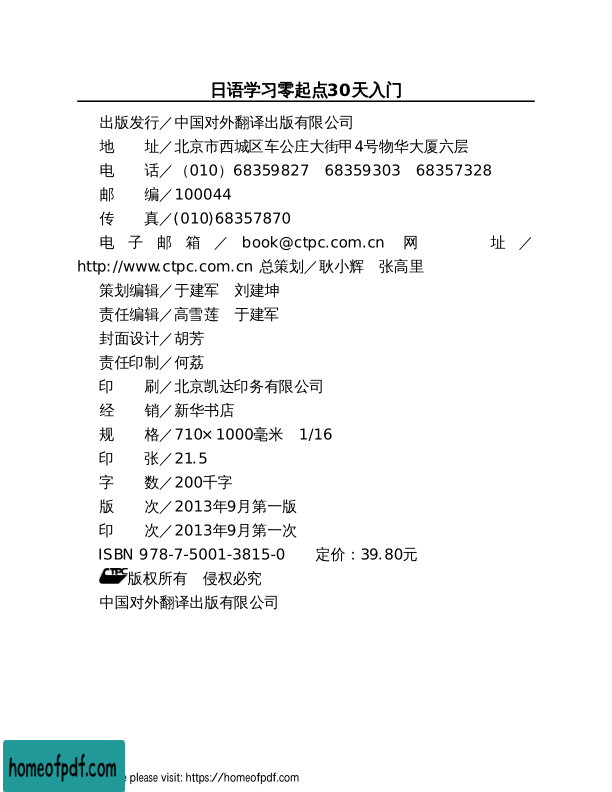 日语学习零起点30天入门
出版发行／中国对外翻译出版有限公司
地　　址／北京市西城区车公庄大街甲4号物华大厦六层
电　　话／（010）68359827　68359303　68357328
邮　　编／100044
传　　真／(010)68357870
电子邮箱／book@ctpc.com.cn 网　　址／
http://www.ctpc.com.cn 总策划／耿小辉　张高里
策划编辑／于建军　刘建坤
责任编辑／高雪莲　于建军
封面设计／胡芳
责任印制／何荔
印　　刷／北京凯达印务有限公司
经　　销／新华书店
规　　格／710×1000毫米　1/16
印　　张／21.5
字　　数／200千字
版　　次／2013年9月第一版
印　　次／2013年9月第一次
ISBN 978-7-5001-3815-0　　定价：39.80元
CTPC版权所有　侵权必究
中国对外翻译出版有限公司
homeofpdf.com
please visit: https://homeofpdf.com